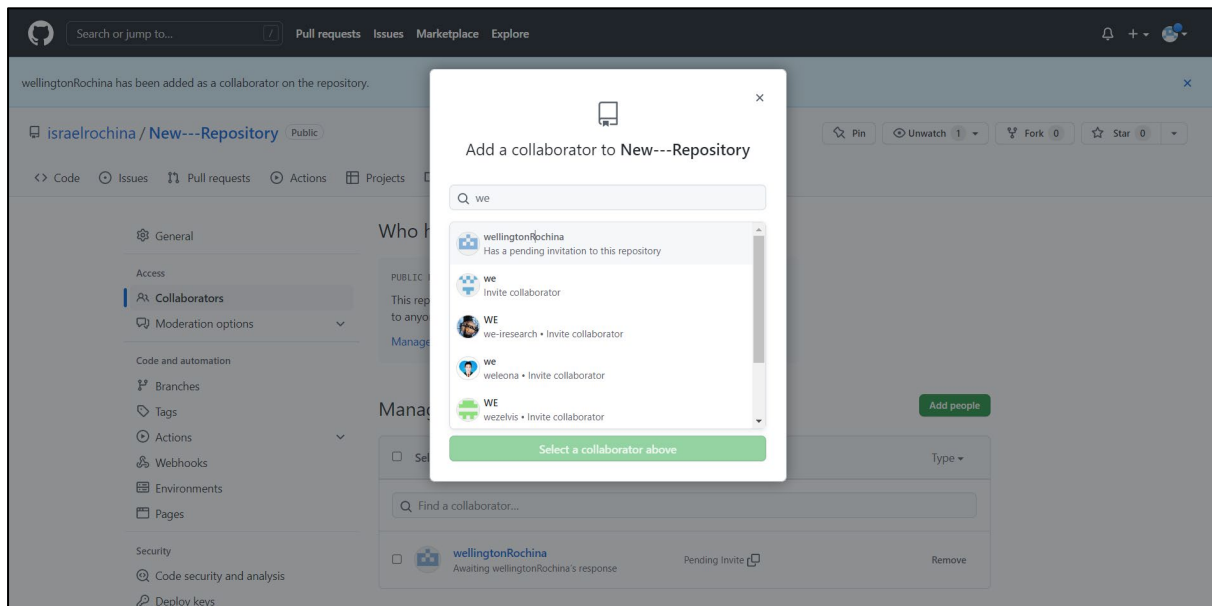 Search or jump to...
/
Pull requests Issues Marketplace Explore
wellingtonRochina has been added as a collaborator on the repository.
israelrochina / New---Repository Public
Pin
Unwatch 1
Fork 0
Star 0
Code Issues Pull requests Actions Projects
General
Access
Collaborators
Moderation options
Code and automation
Branches
Tags
Actions
Webhooks
Environments
Pages
Security
Code security and analysis
Deploy keys
Who
PUBLIC
This rep
to anyo
Manage
Add people
Type
Find a collaborator...
wellingtonRochina
Awaiting wellingtonRochina's response
Pending Invite
Remove
Add a collaborator to New---Repository
we
wellingtonRochina
Has a pending invitation to this repository
we
Invite collaborator
WE
we-iresearch • Invite collaborator
we
weleona • Invite collaborator
WE
wezelvis • Invite collaborator
Select a collaborator above